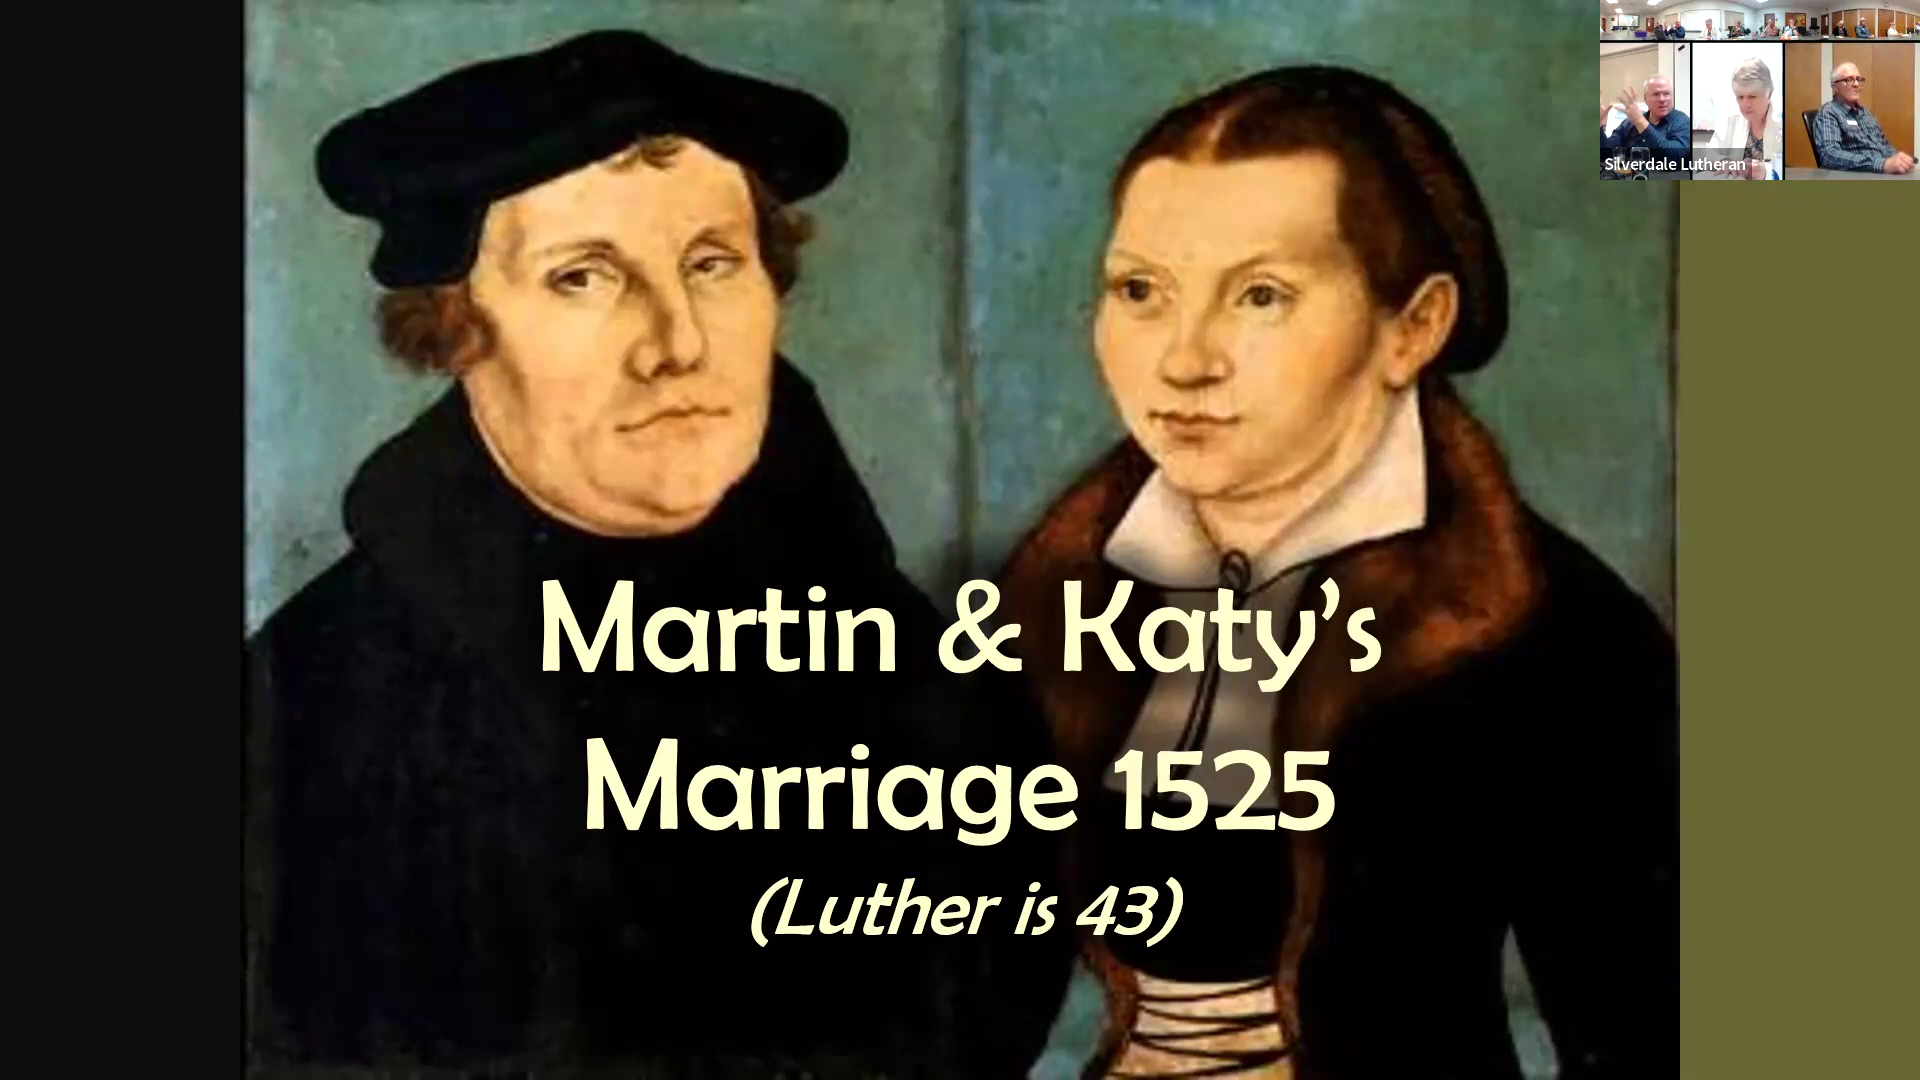 Silverdale Lutheran
Martin & Katy’s
Marriage 1525
(Luther is 43)